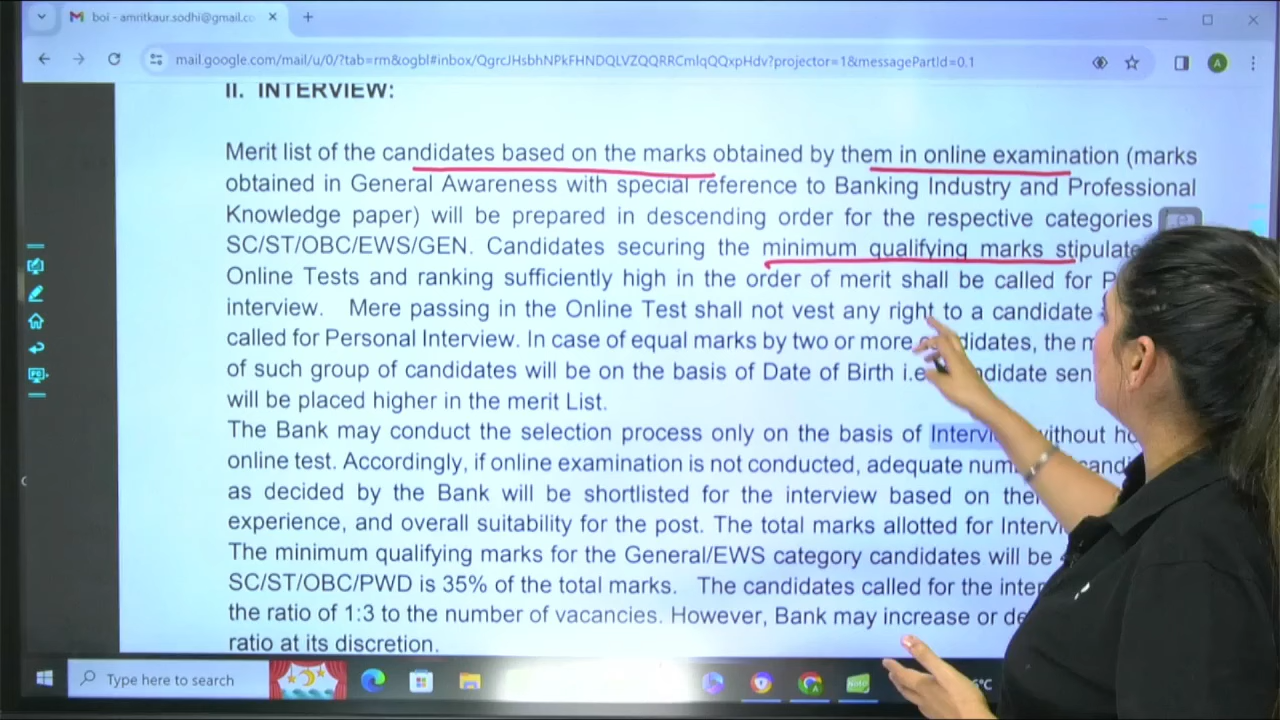 boi - amritkaur.sodhi@gmail.co
mail.google.com/mail/u/0/?tab=rm&ogbl#inbox/QgrcJHsbhNPkFHNDQLVZQQRRCmlqQQxpHdv?projector=1&messagePartId=0.1
A
II. INTERVIEW:
Merit list of the candidates based on the marks obtained by them in online examination (marks
obtained in General Awareness with special reference to Banking Industry and Professional
Knowledge paper) will be prepared in descending order for the respective categories
SC/ST/OBC/EWS/GEN. Candidates securing the minimum qualifying marks stipulate
Online Tests and ranking sufficiently high in the order of merit shall be called for P
interview. Mere passing in the Online Test shall not vest any right to a candidate
called for Personal Interview. In case of equal marks by two or more candidates, the m
of such group of candidates will be on the basis of Date of Birth i.e ndidate sen
will be placed higher in the merit List.
The Bank may conduct the selection process only on the basis of Intervi without ho
online test. Accordingly, if online examination is not conducted, adequate num candi
as decided by the Bank will be shortlisted for the interview based on the
experience, and overall suitability for the post. The total marks allotted for Interv
The minimum qualifying marks for the General/EWS category candidates will be
SC/ST/OBC/PWD is 35% of the total marks. The candidates called for the inter
the ratio of 1:3 to the number of vacancies. However, Bank may increase or de
ratio at its discretion.
Type here to search
°C